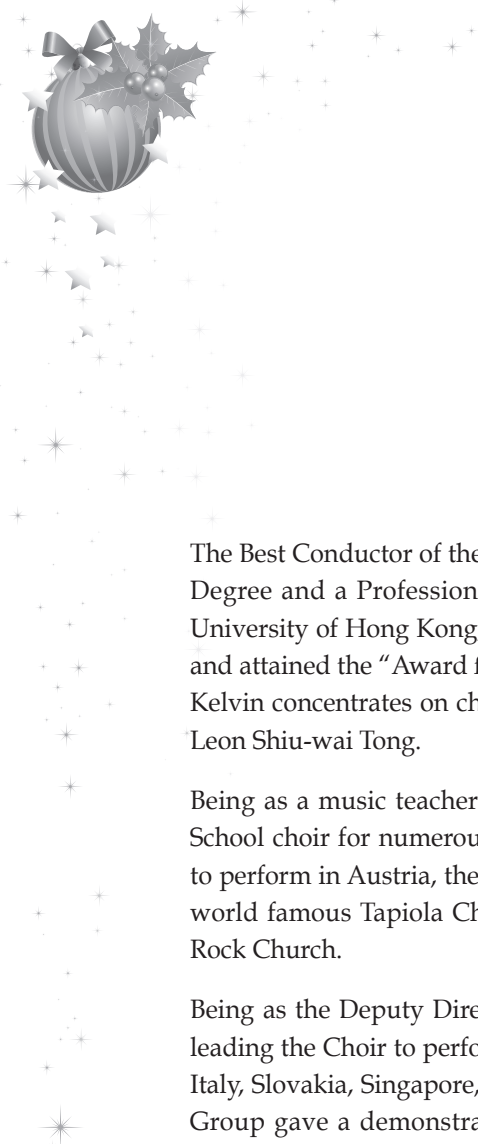 The Best Conductor of the
Degree and a Profession
University of Hong Kong
and attained the “Award f
Kelvin concentrates on ch
Leon Shiu-wai Tong.
Being as a music teacher
School choir for numerou
to perform in Austria, the
world famous Tapiola Ch
Rock Church.
Being as the Deputy Dire
leading the Choir to perfo
Italy, Slovakia, Singapore,
Group gave a demonstra